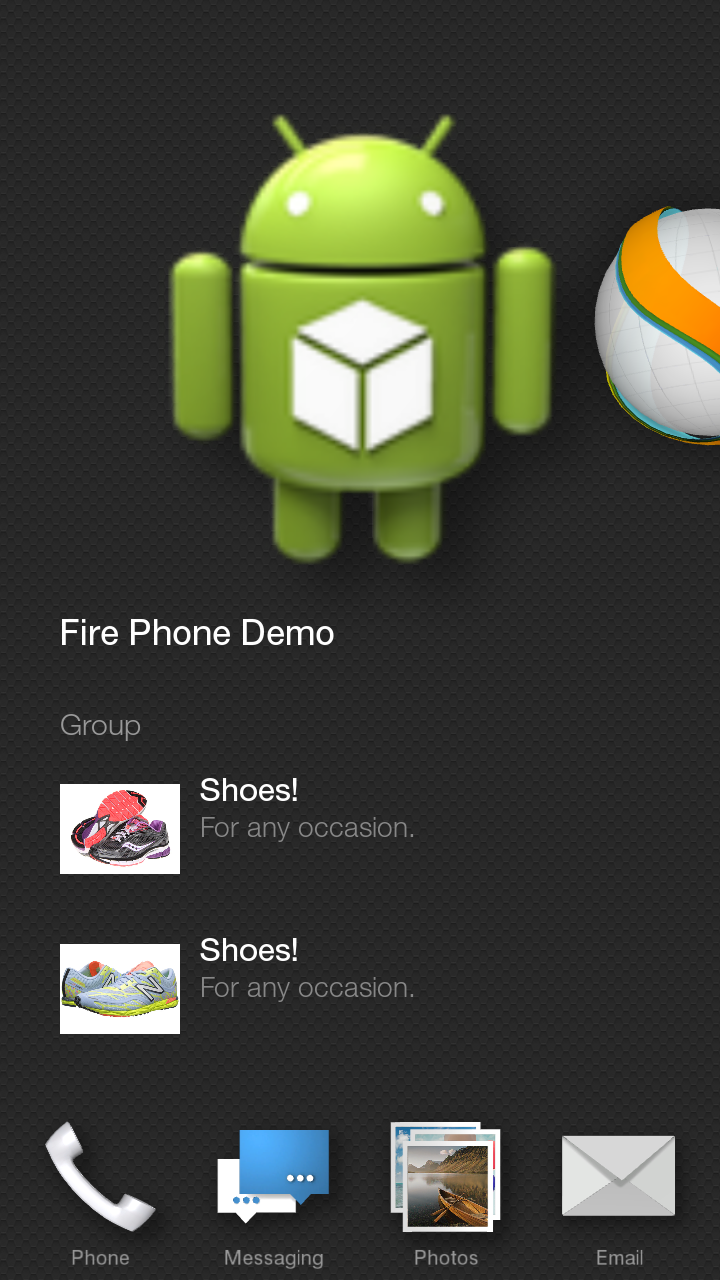 Fire Phone Demo
Group
Shoes!
For any occasion.
Shoes!
For any occasion.
Phone
Messaging
Photos
Email